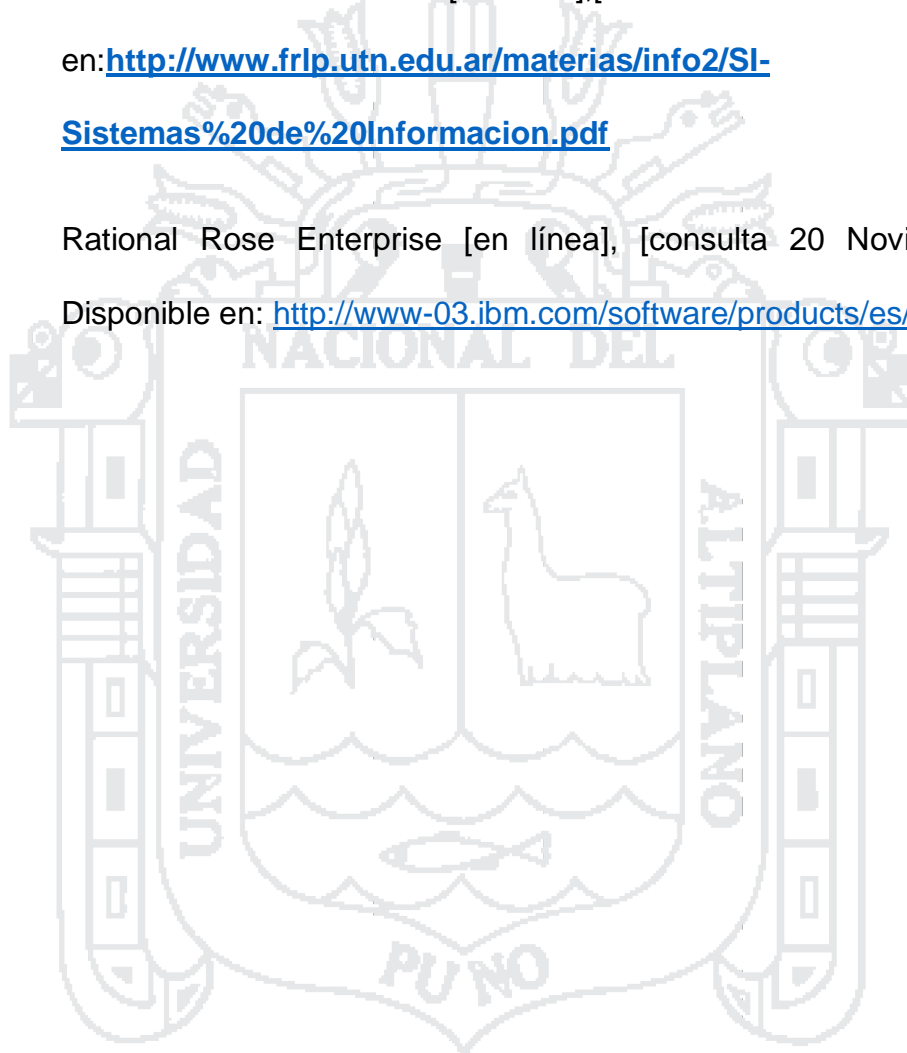 en:http://www.frlp.utn.edu.ar/materias/info2/SI-
Sistemas%20de%20Informacion.pdf
Rational Rose Enterprise [en línea], [consulta 20 Novi
Disponible en: http://www-03.ibm.com/software/products/es/
NACIONAL DEL
UNIVERSIDAD
ALTIPLANO
PUNO